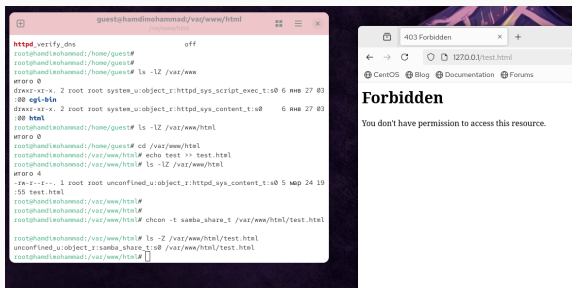 guest@hamdimohammad:/var/www/html
/var/www/html
httpd_verify_dns                off
root@hamdimohammad:/home/guest#
root@hamdimohammad:/home/guest#
root@hamdimohammad:/home/guest# ls -lZ /var/www
итого 0
drwxr-xr-x. 2 root root system_u:object_r:httpd_sys_script_exec_t:s0 6 янв 27 03
:00 cgi-bin
drwxr-xr-x. 2 root root system_u:object_r:httpd_sys_content_t:s0     6 янв 27 03
:00 html
root@hamdimohammad:/home/guest# ls -lZ /var/www/html
итого 0
root@hamdimohammad:/home/guest# cd /var/www/html
root@hamdimohammad:/var/www/html# echo test >> test.html
root@hamdimohammad:/var/www/html# ls -lZ /var/www/html
итого 4
-rw-r--r--. 1 root root unconfined_u:object_r:httpd_sys_content_t:s0 5 мар 24 19
:55 test.html
root@hamdimohammad:/var/www/html#
root@hamdimohammad:/var/www/html#
root@hamdimohammad:/var/www/html# chcon -t samba_share_t /var/www/html/test.html
root@hamdimohammad:/var/www/html# ls -Z /var/www/html/test.html
unconfined_u:object_r:samba_share_t:s0 /var/www/html/test.html
root@hamdimohammad:/var/www/html#
403 Forbidden
127.0.0.1/test.html
CentOS Blog Documentation Forums
Forbidden
You don't have permission to access this resource.